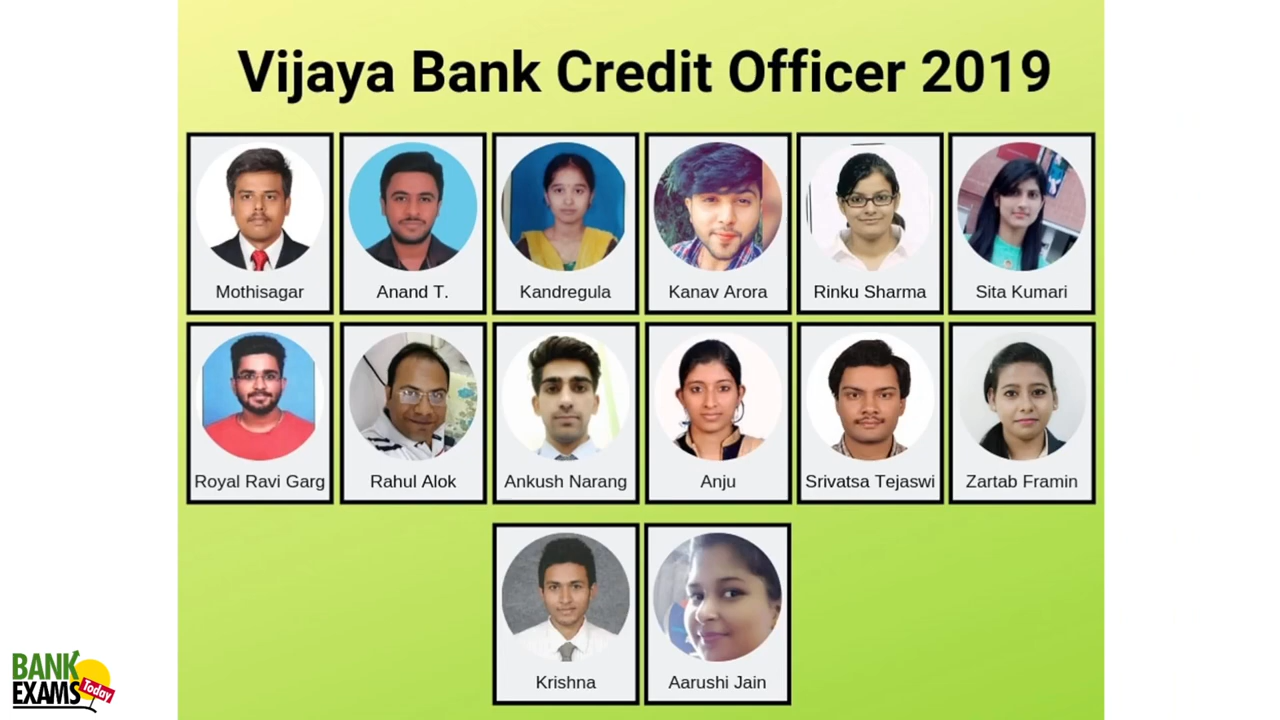 Vijaya Bank Credit Officer 2019
Mothisagar
Anand T.
Kandregula
Kanav Arora
Rinku Sharma
Sita Kumari
Royal Ravi Garg
Rahul Alok
Ankush Narang
Anju
Srivatsa Tejaswi
Zartab Framin
Krishna
Aarushi Jain
BANK
EXAMS
Today